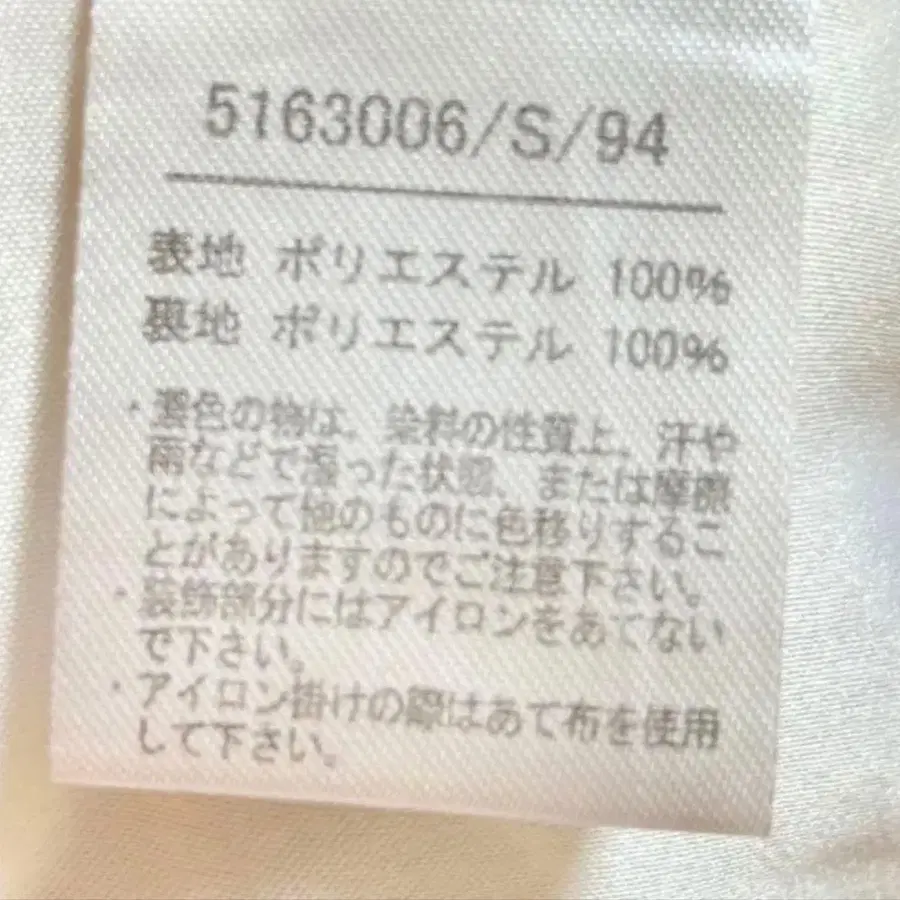 5163006/S/94
表地 ポリエステル 100%
裏地 ポリエステル 100%
・濃色の物は、染料の性質上、汗や
雨などで湿った状態、または摩擦
によって他のものに色移りするこ
とがありますのでご注意下さい。
・装飾部分にはアイロンをあてない
で下さい。
・アイロン掛けの際はあて布を使用
して下さい。